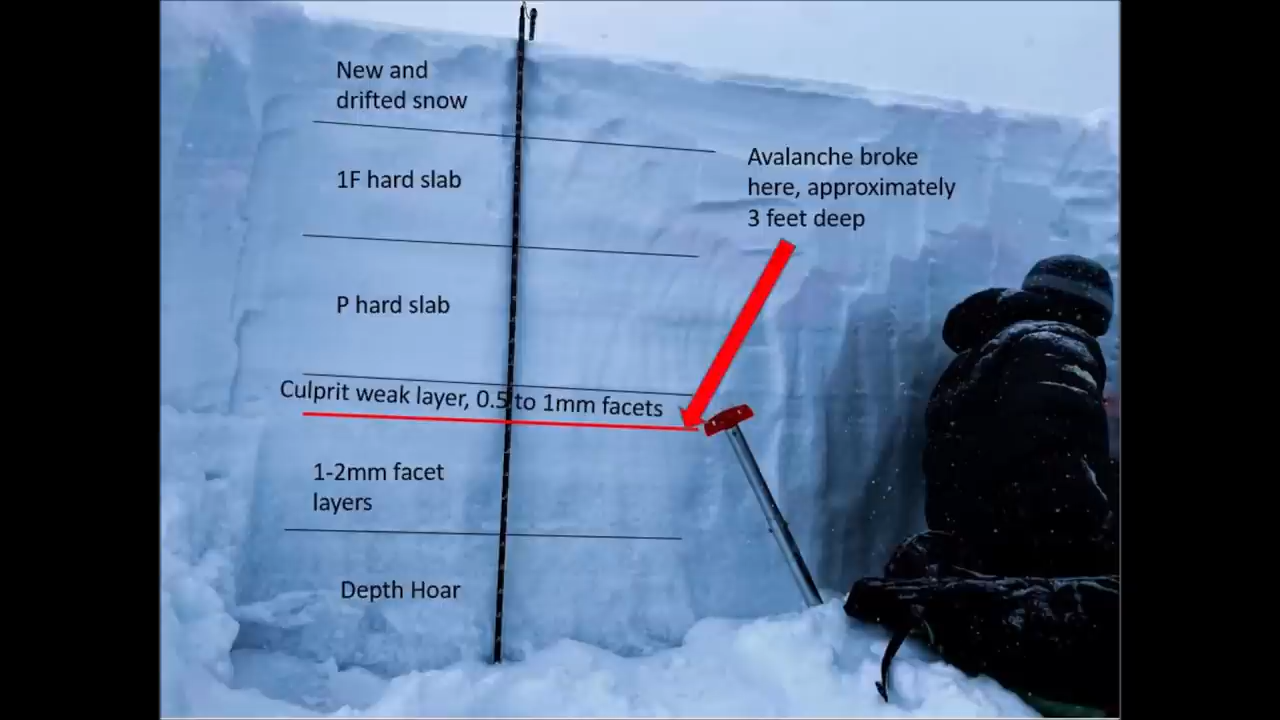 New and
drifted snow
1F hard slab
Avalanche broke
here, approximately
3 feet deep
P hard slab
Culprit weak layer, 0.5 to 1mm facets
1-2mm facet
layers
Depth Hoar